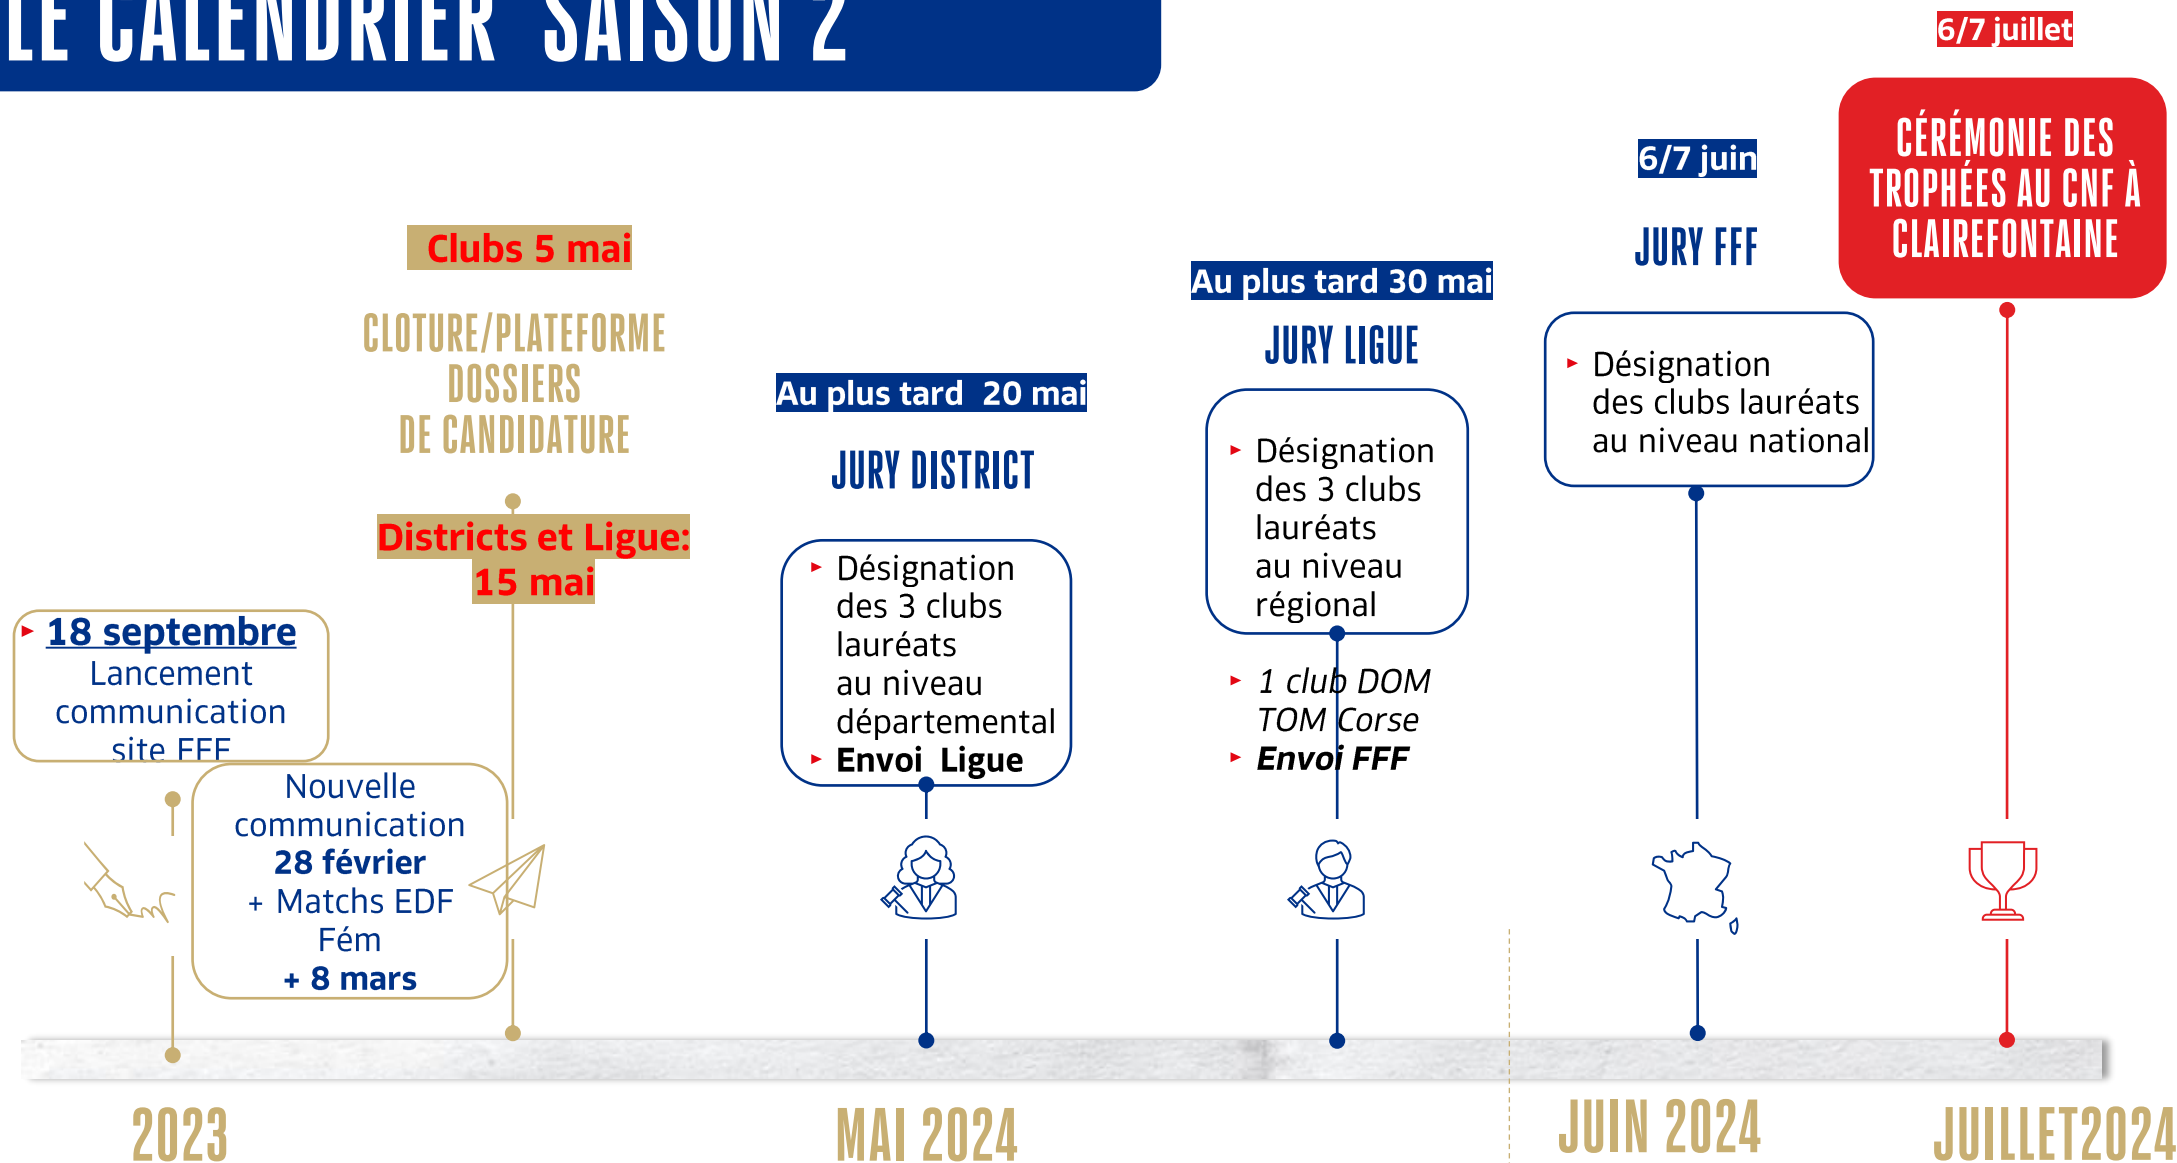 LE CALENDRIER SAISON 2
18 septembre
Lancement
communication
site FFF
Nouvelle
communication
28 février
+ Matchs EDF
Fém
+ 8 mars
Clubs 5 mai
CLOTURE/PLATEFORME
DOSSIERS
DE CANDIDATURE
Districts et Ligue:
15 mai
Au plus tard 20 mai
JURY DISTRICT
Désignation
des 3 clubs
lauréats
au niveau
départemental
Envoi Ligue
Au plus tard 30 mai
JURY LIGUE
Désignation
des 3 clubs
lauréats
au niveau
régional
1 club DOM
TOM Corse
Envoi FFF
6/7 juin
JURY FFF
Désignation
des clubs lauréats
au niveau national
6/7 juillet
CÉRÉMONIE DES
TROPHÉES AU CNF À
CLAIREFONTAINE
2023
MAI 2024
JUIN 2024
JUILLET2024